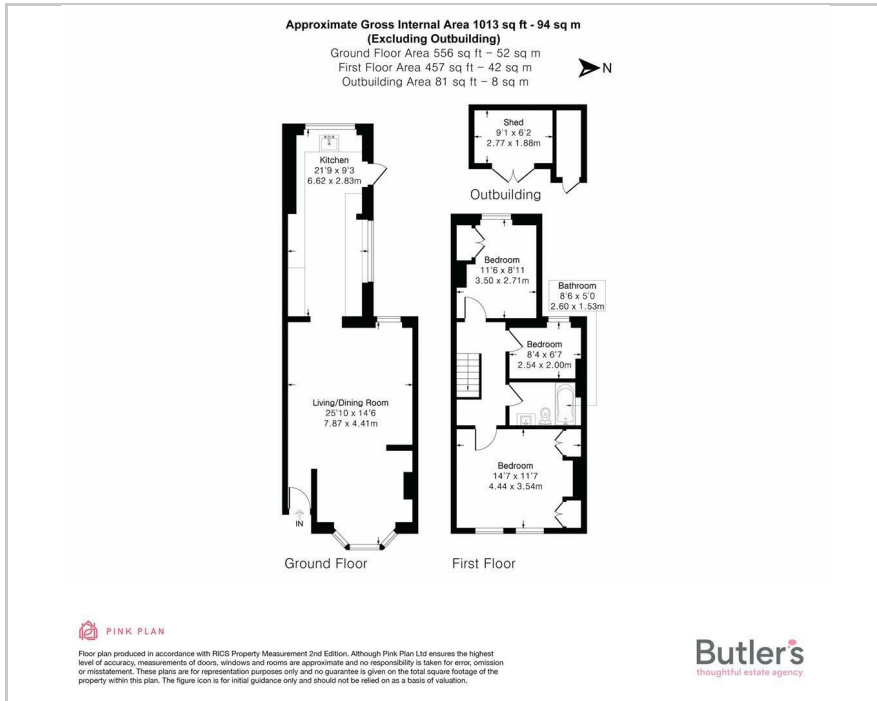 Approximate Gross Internal Area 1013 sq ft - 94 sq m
(Excluding Outbuilding)
Ground Floor Area 556 sq ft – 52 sq m
First Floor Area 457 sq ft – 42 sq m
Outbuilding Area 81 sq ft – 8 sq m
N
Shed
9'1 x 6'2
2.77 x 1.88m
Outbuilding
Kitchen
21'9 x 9'3
6.62 x 2.83m
Living/Dining Room
25'10 x 14'6
7.87 x 4.41m
IN
Ground Floor
Bedroom
11'6 x 8'11
3.50 x 2.71m
Bathroom
8'6 x 5'0
2.60 x 1.53m
Bedroom
8'4 x 6'7
2.54 x 2.00m
Bedroom
14'7 x 11'7
4.44 x 3.54m
First Floor
PINK PLAN
Floor plan produced in accordance with RICS Property Measurement 2nd Edition. Although Pink Plan Ltd ensures the highest
level of accuracy, measurements of doors, windows and rooms are approximate and no responsibility is taken for error, omission
or misstatement. These plans are for representation purposes only and no guarantee is given on the total square footage of the
property within this plan. The figure icon is for initial guidance only and should not be relied on as a basis of valuation.
Butler's
thoughtful estate agency